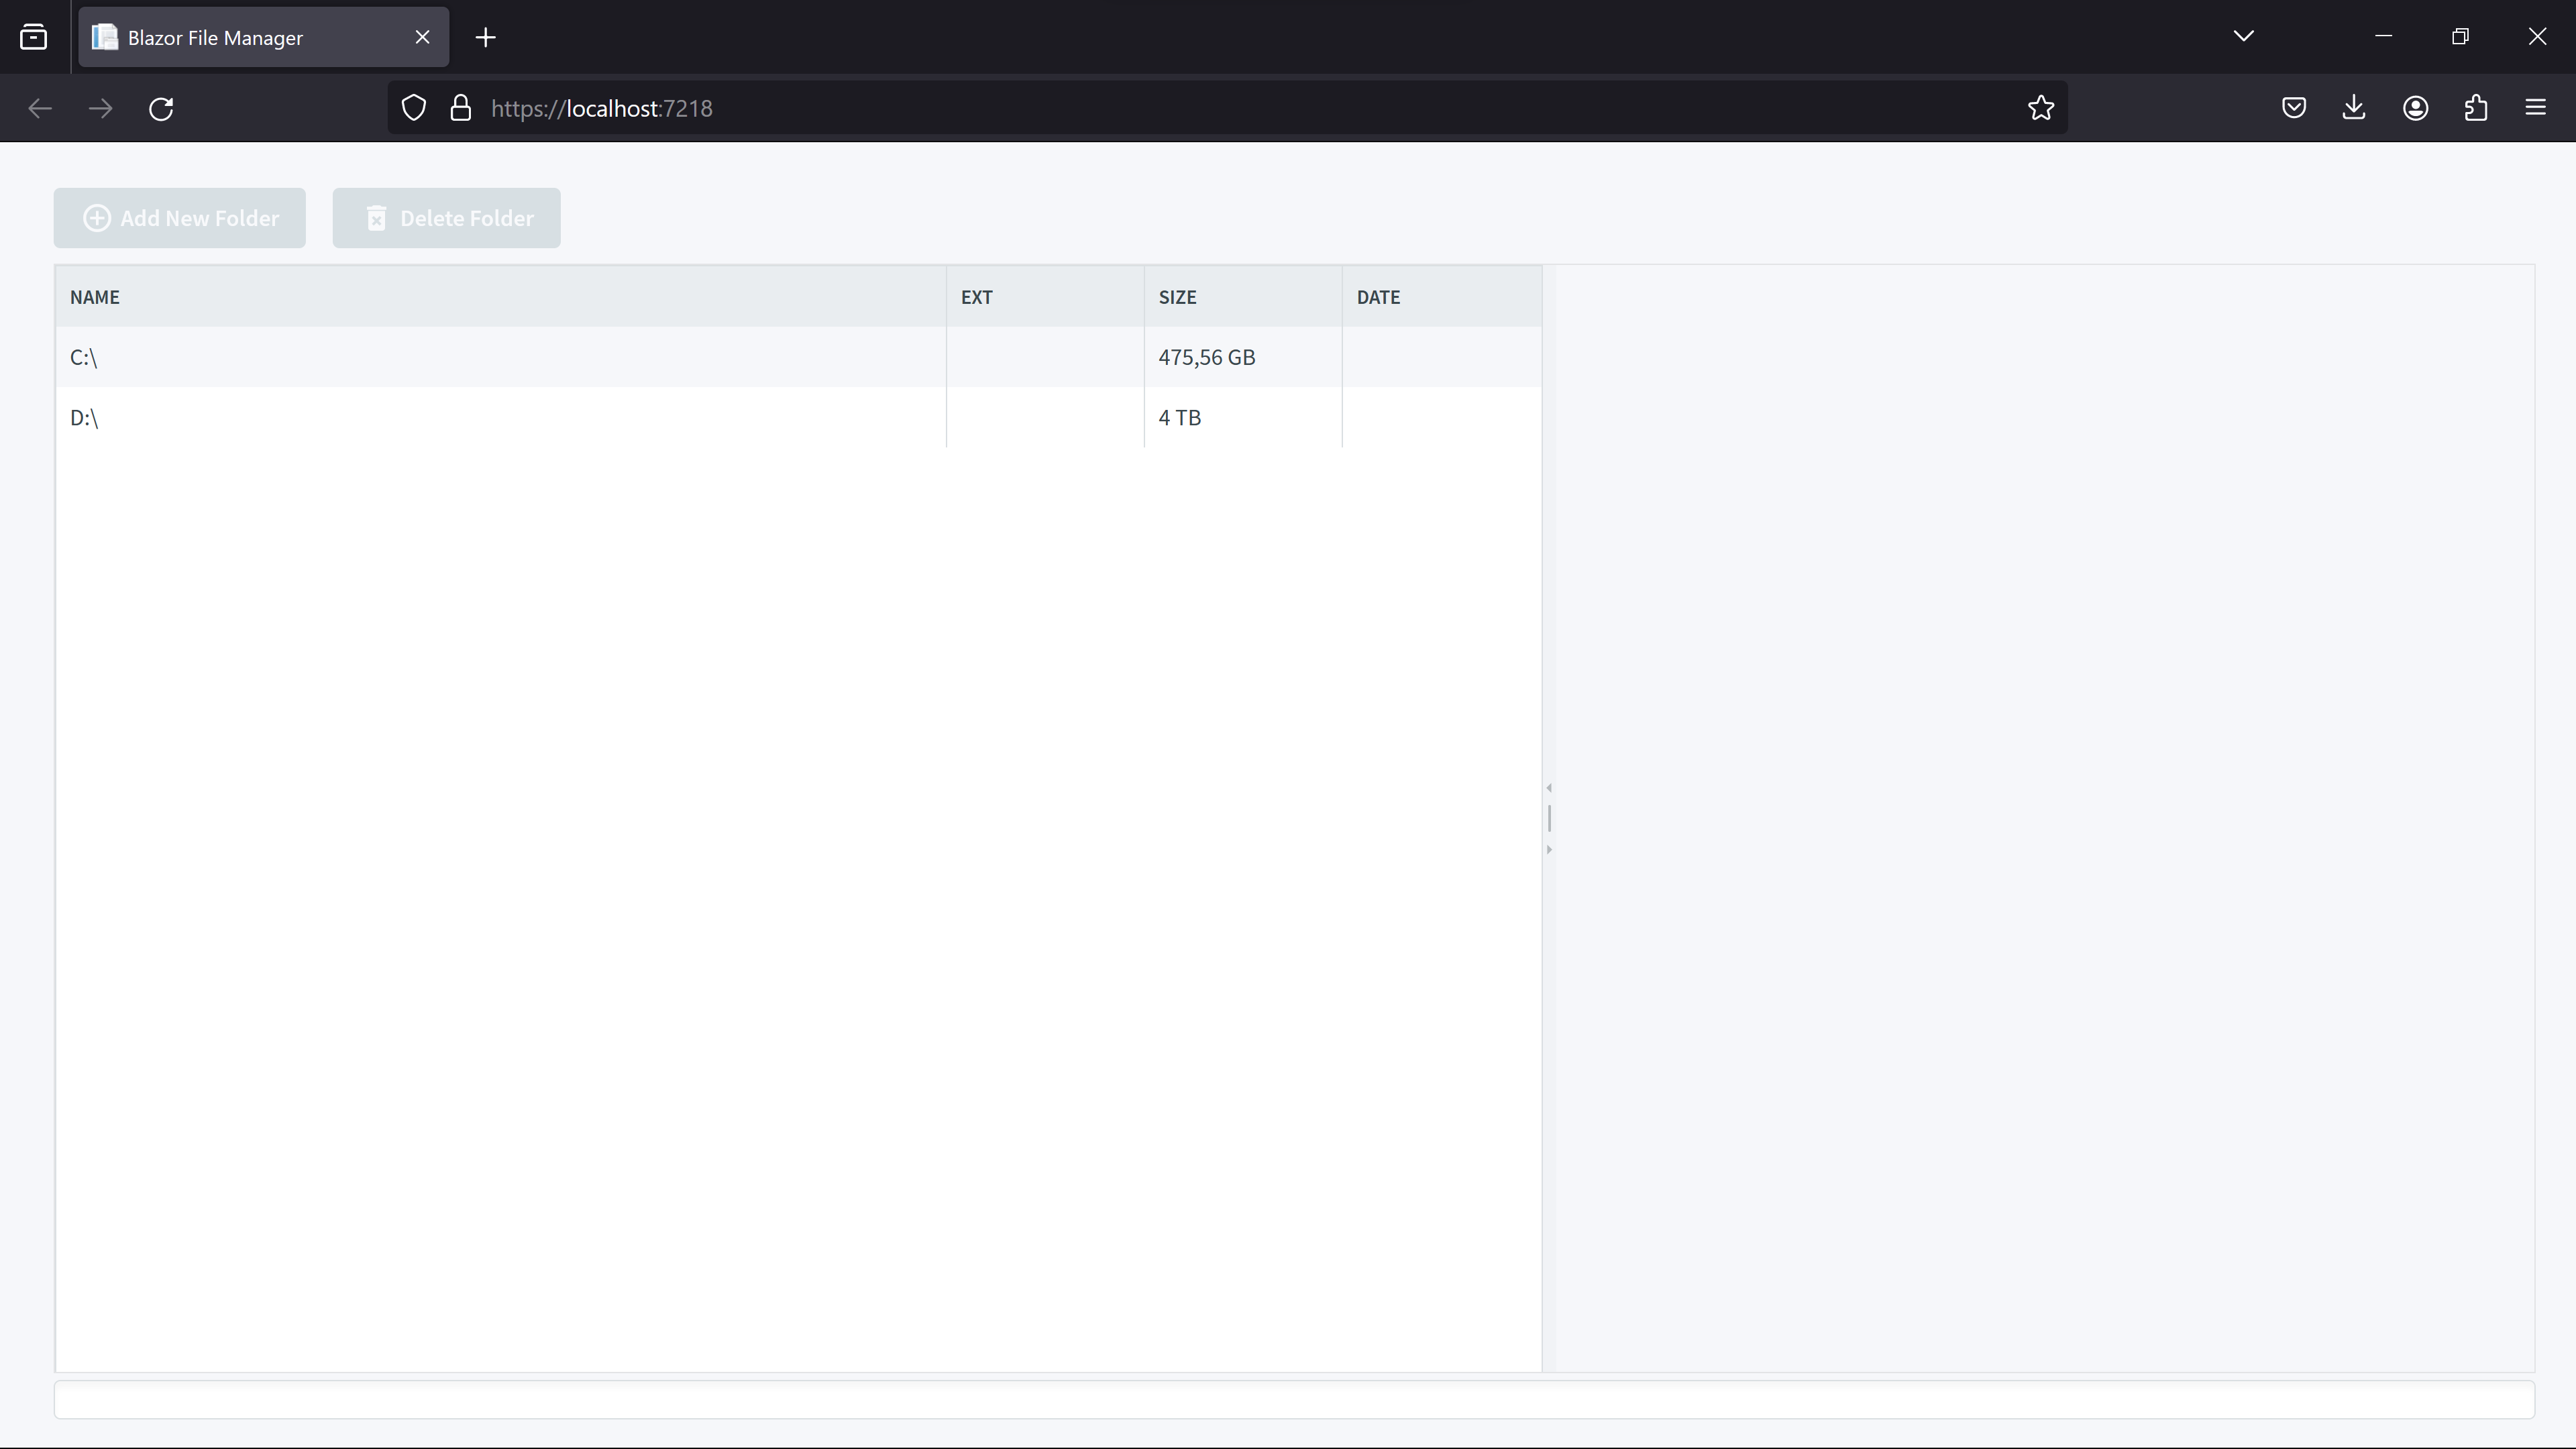 Blazor File Manager
https://localhost:7218
Add New Folder
Delete Folder
NAME EXT SIZE DATE
C:\ 475,56 GB
D:\ 4 TB